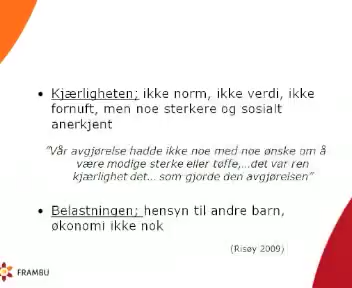 • Kjærligheten; ikke norm, ikke verdi, ikke
fornuft, men noe sterkere og sosialt
anerkjent
"Vår avgjørelse hadde ikke noe med noe ønske om å
være modige sterke eller tøffe,...det var ren
kjærlighet det... som gjorde den avgjørelsen"
• Belastningen; hensyn til andre barn,
økonomi ikke nok
(Risøy 2009)
FRAMBU